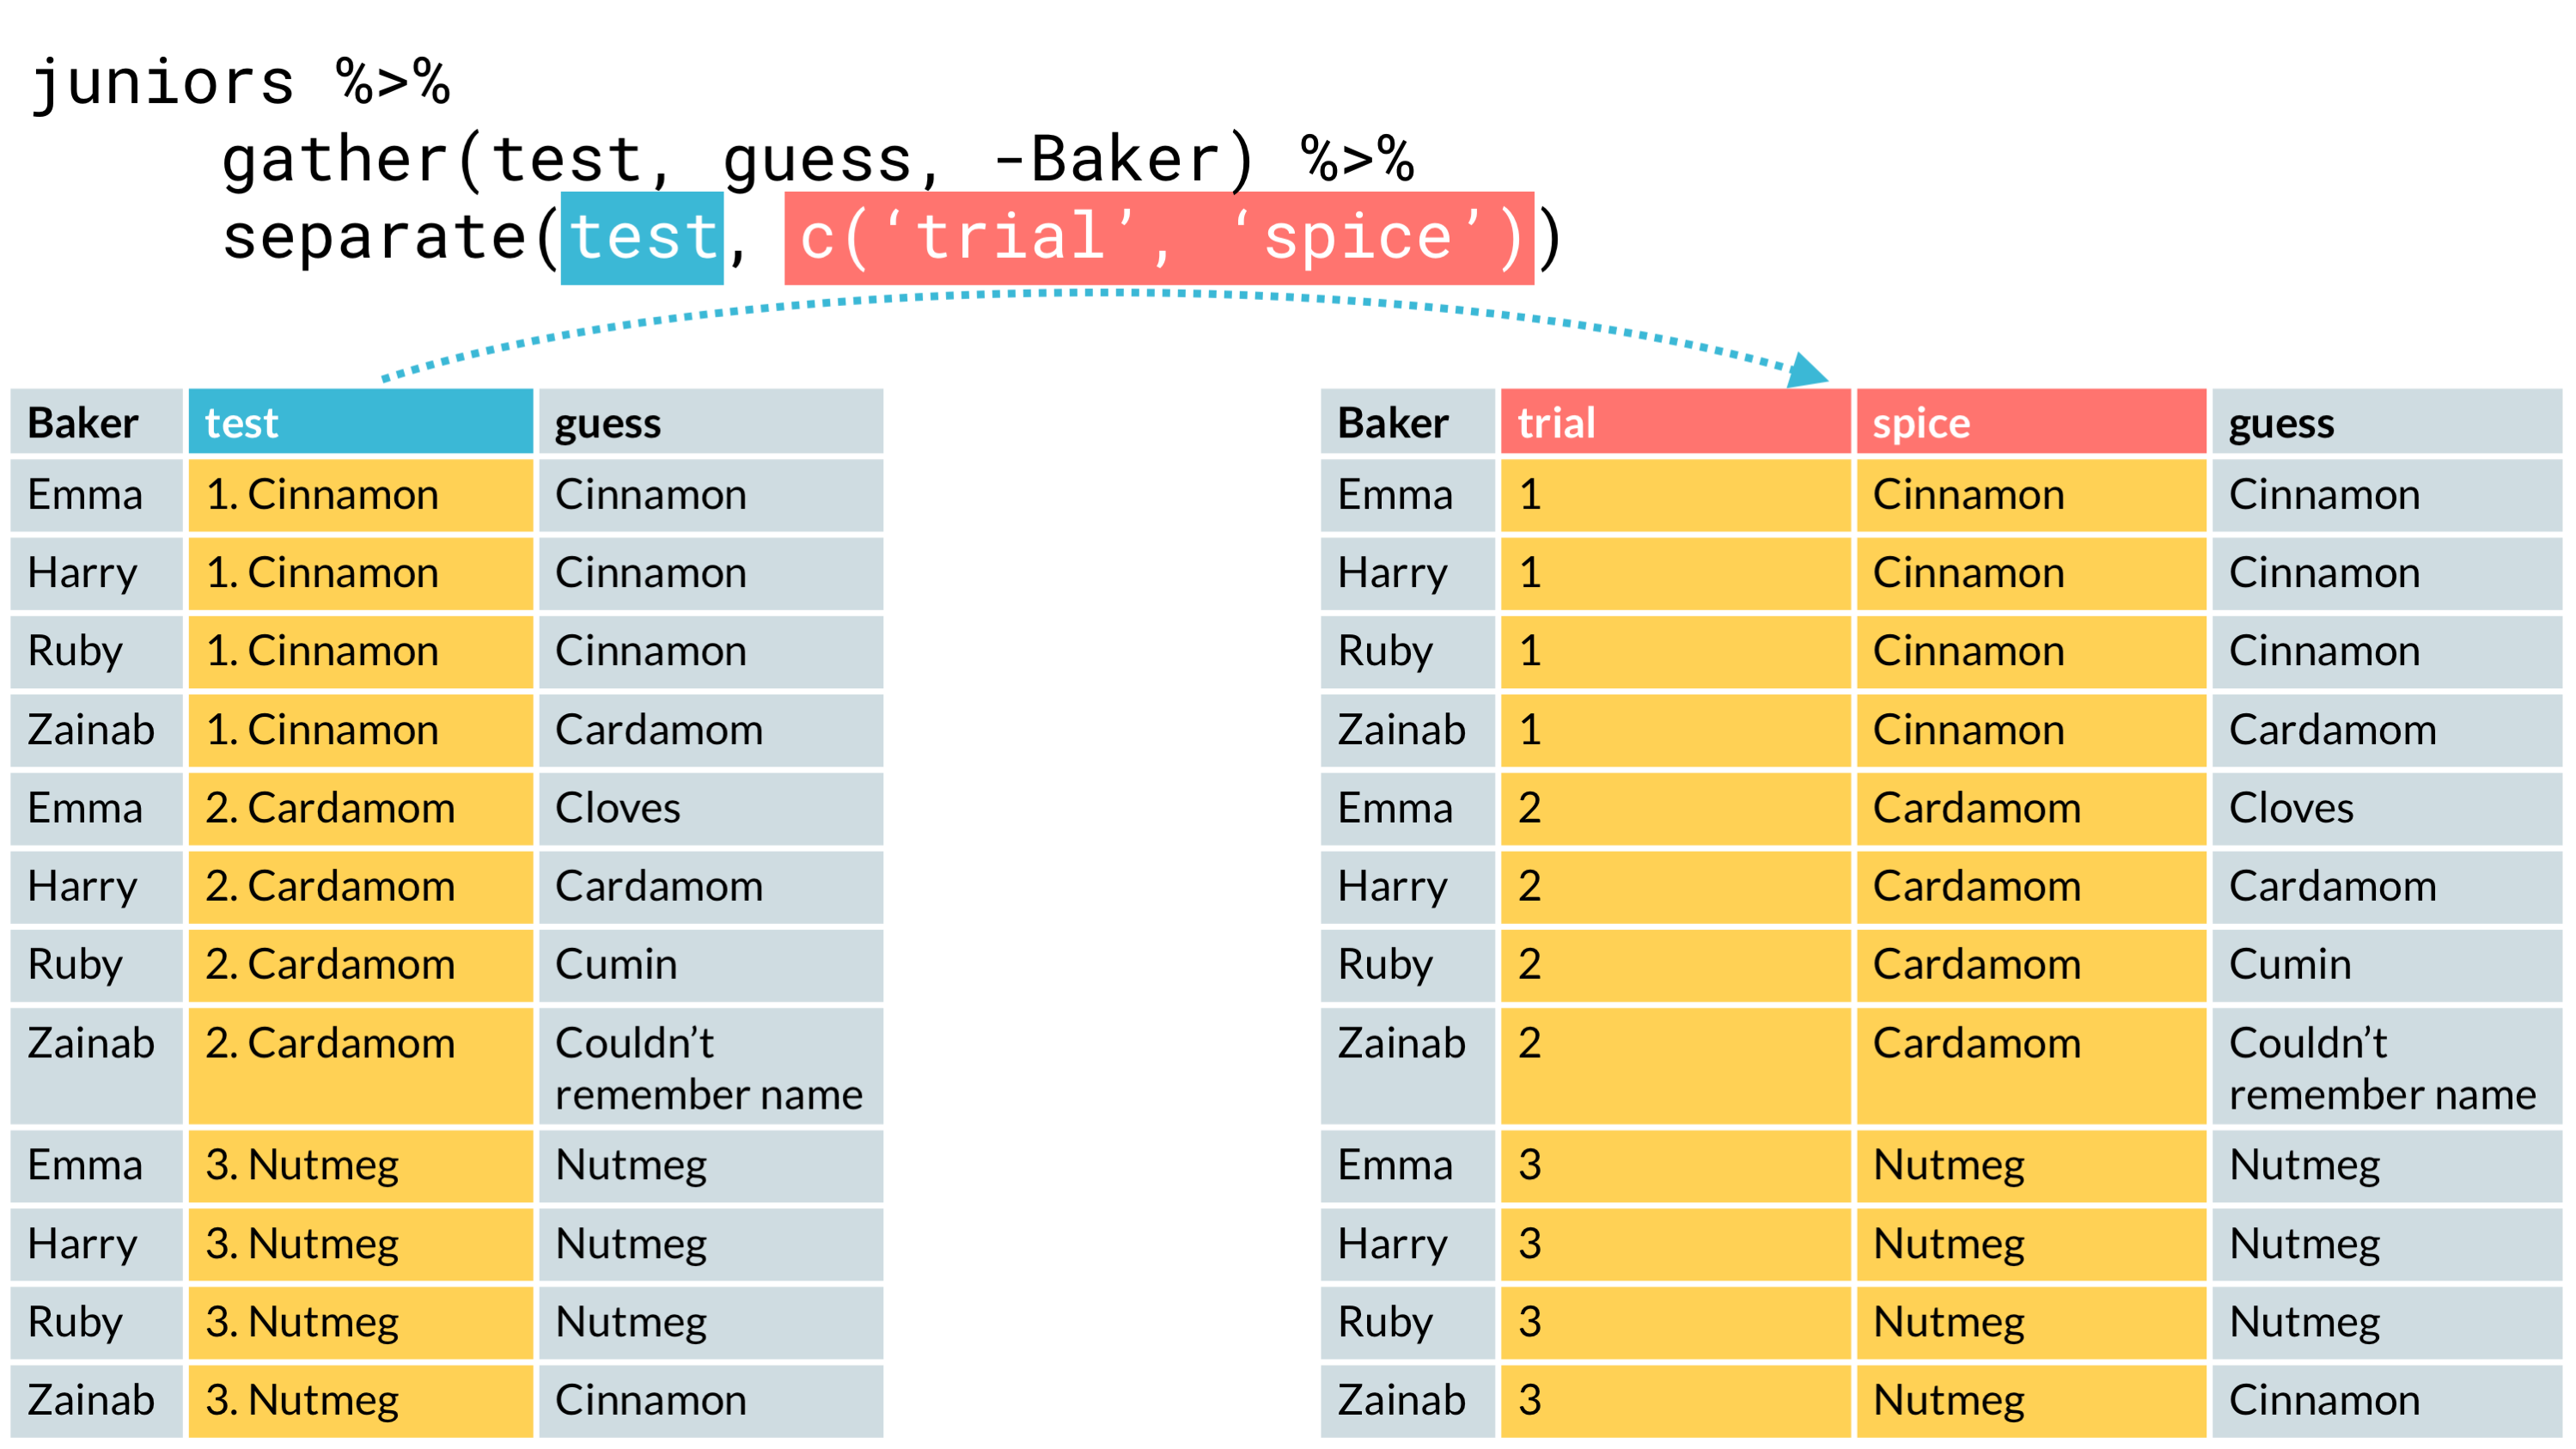 juniors %>%
gather(test, guess, -Baker) %>%
separate(test, c(‘trial’, ‘spice’))
Baker test guess
Emma 1. Cinnamon Cinnamon
Harry 1. Cinnamon Cinnamon
Ruby 1. Cinnamon Cinnamon
Zainab 1. Cinnamon Cardamom
Emma 2. Cardamom Cloves
Harry 2. Cardamom Cardamom
Ruby 2. Cardamom Cumin
Zainab 2. Cardamom Couldn’t
remember name
Emma 3. Nutmeg Nutmeg
Harry 3. Nutmeg Nutmeg
Ruby 3. Nutmeg Nutmeg
Zainab 3. Nutmeg Cinnamon
Baker trial spice guess
Emma 1 Cinnamon Cinnamon
Harry 1 Cinnamon Cinnamon
Ruby 1 Cinnamon Cinnamon
Zainab 1 Cinnamon Cardamom
Emma 2 Cardamom Cloves
Harry 2 Cardamom Cardamom
Ruby 2 Cardamom Cumin
Zainab 2 Cardamom Couldn’t
remember name
Emma 3 Nutmeg Nutmeg
Harry 3 Nutmeg Nutmeg
Ruby 3 Nutmeg Nutmeg
Zainab 3 Nutmeg Cinnamon